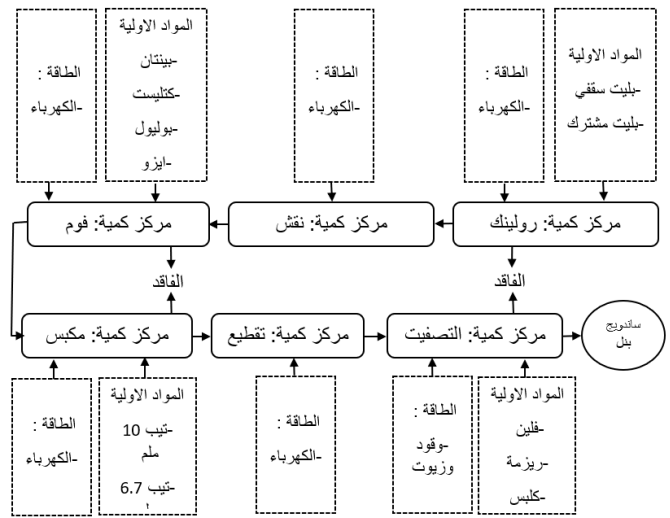 المواد الاولية
-بليت سقفي
-بليت مشترك
الطاقة :
-الكهرباء
الطاقة :
-الكهرباء
المواد الاولية
-بينتان
-كتليست
-بوليول
-ايزو
الطاقة :
-الكهرباء
مركز كمية: رولينك
مركز كمية: نقش
مركز كمية: فوم
الفاقد
الفاقد
مركز كمية: مكبس
مركز كمية: تقطيع
مركز كمية: التصفيت
ساندويج
بنل
الطاقة :
-الكهرباء
المواد الاولية
-تيب 10
ملم
-تيب 6.7
الطاقة :
-الكهرباء
الطاقة :
-وقود
وزيوت
المواد الاولية
-فلين
-ريزمة
-كلبس